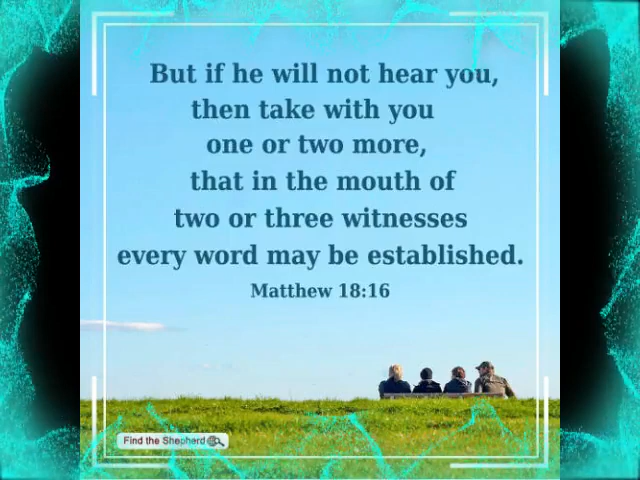 But if he will not hear you,
then take with you
one or two more,
that in the mouth of
two or three witnesses
every word may be established.
Matthew 18:16
Find the Shepherd